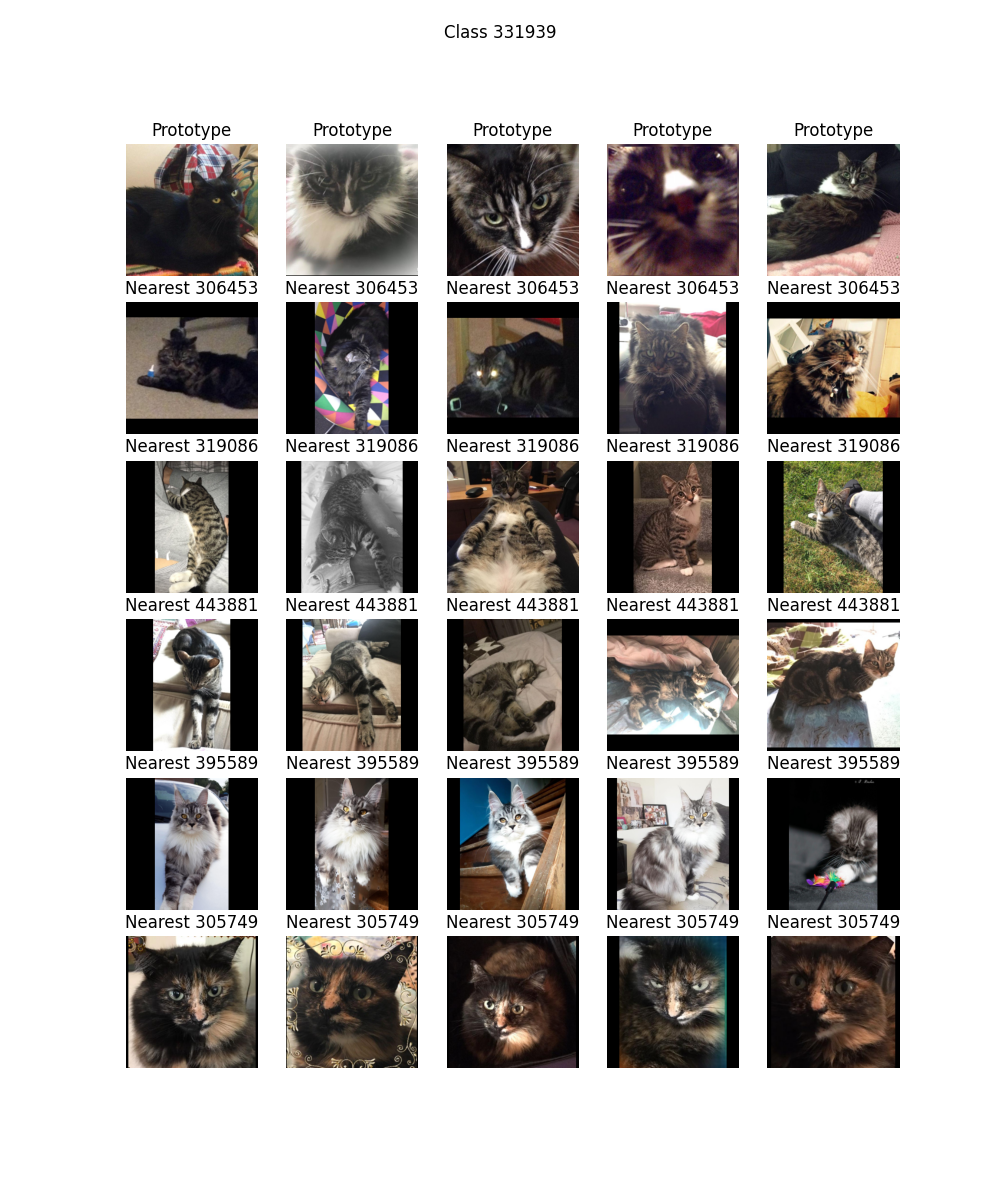 Class 331939
Prototype Prototype Prototype Prototype Prototype
Nearest 306453 Nearest 306453 Nearest 306453 Nearest 306453 Nearest 306453
Nearest 319086 Nearest 319086 Nearest 319086 Nearest 319086 Nearest 319086
Nearest 443881 Nearest 443881 Nearest 443881 Nearest 443881 Nearest 443881
Nearest 395589 Nearest 395589 Nearest 395589 Nearest 395589 Nearest 395589
Nearest 305749 Nearest 305749 Nearest 305749 Nearest 305749 Nearest 305749